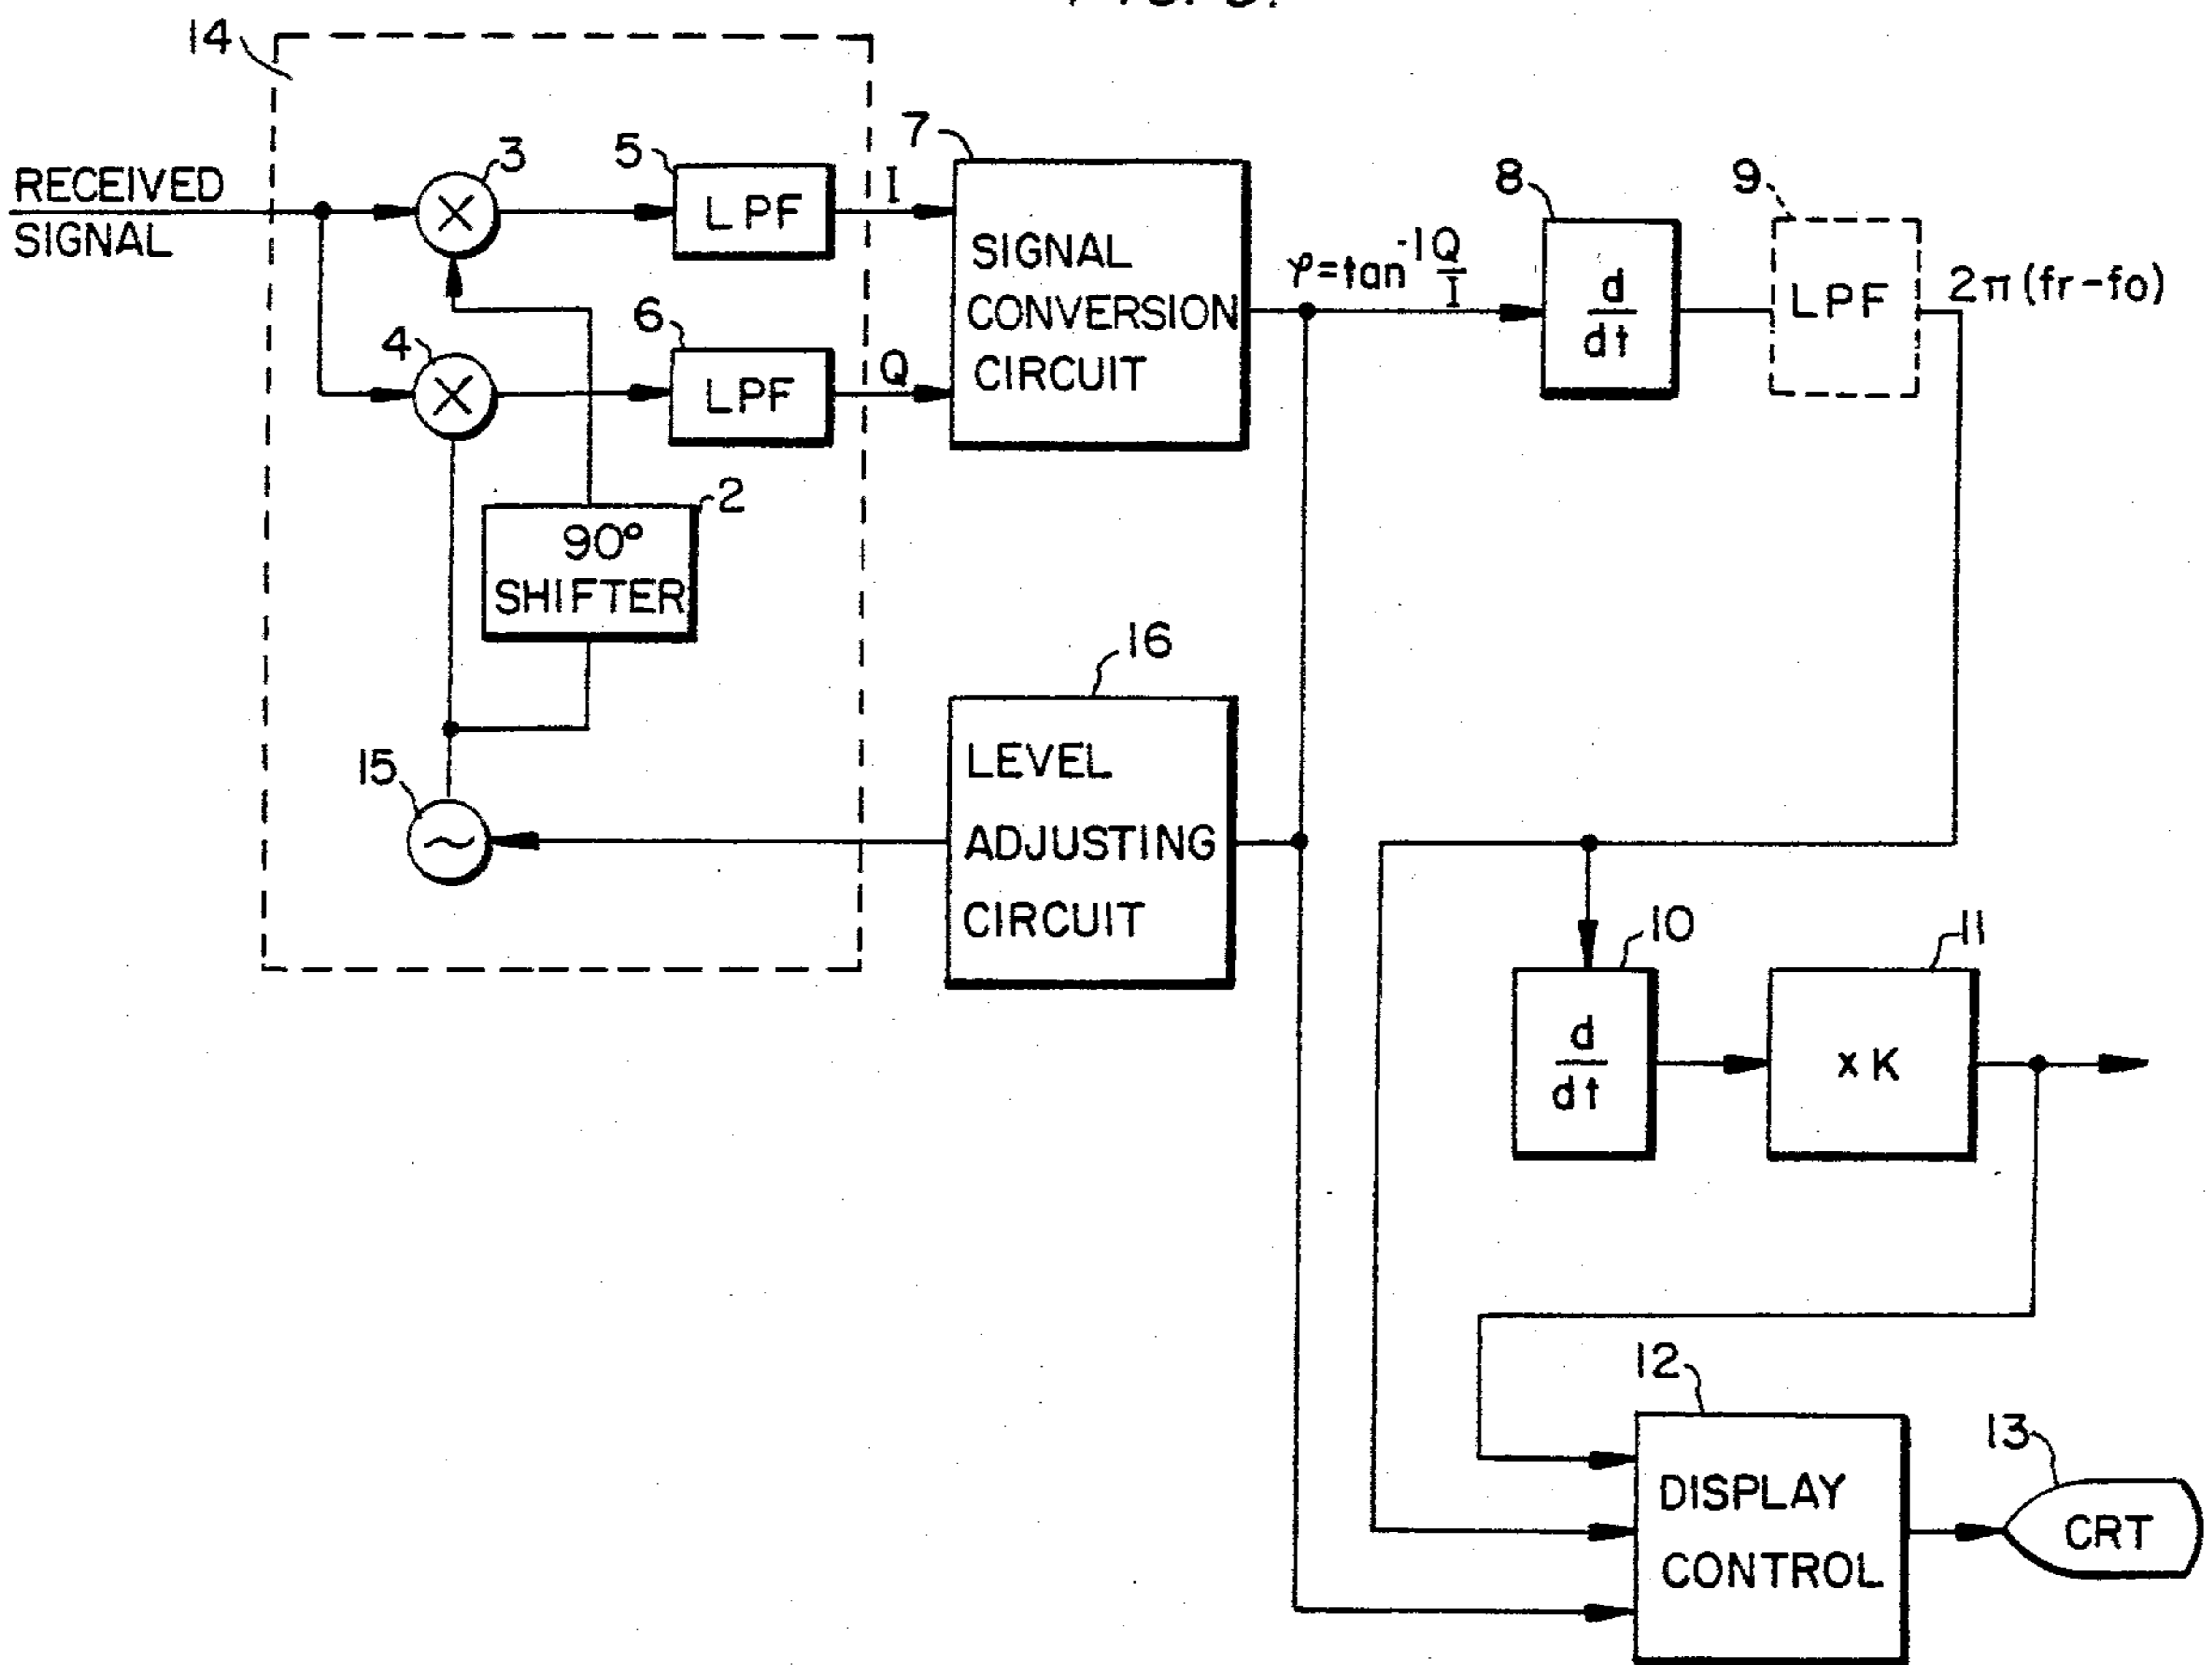 14
RECEIVED
SIGNAL
3
×
5
LPF
I
4
×
6
LPF
Q
2
90°
SHIFTER
15
~
7
SIGNAL
CONVERSION
CIRCUIT
φ=tan⁻¹Q/I
8
d
dt
9
LPF
2π(fr-fo)
16
LEVEL
ADJUSTING
CIRCUIT
10
d
dt
11
xK
12
DISPLAY
CONTROL
13
CRT